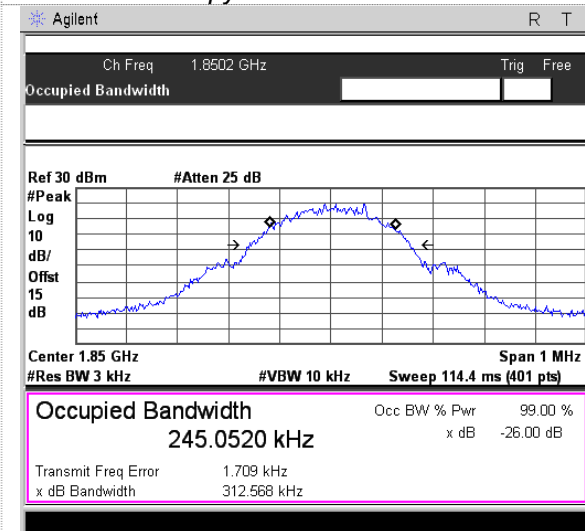 Agilent R T
Ch Freq 1.8502 GHz Trig Free
Occupied Bandwidth
Ref 30 dBm #Atten 25 dB
#Peak
Log
10
dB/
Offst
15
dB
Center 1.85 GHz Span 1 MHz
#Res BW 3 kHz #VBW 10 kHz Sweep 114.4 ms (401 pts)
Occupied Bandwidth Occ BW % Pwr 99.00 %
245.0520 kHz x dB -26.00 dB
Transmit Freq Error 1.709 kHz
x dB Bandwidth 312.568 kHz